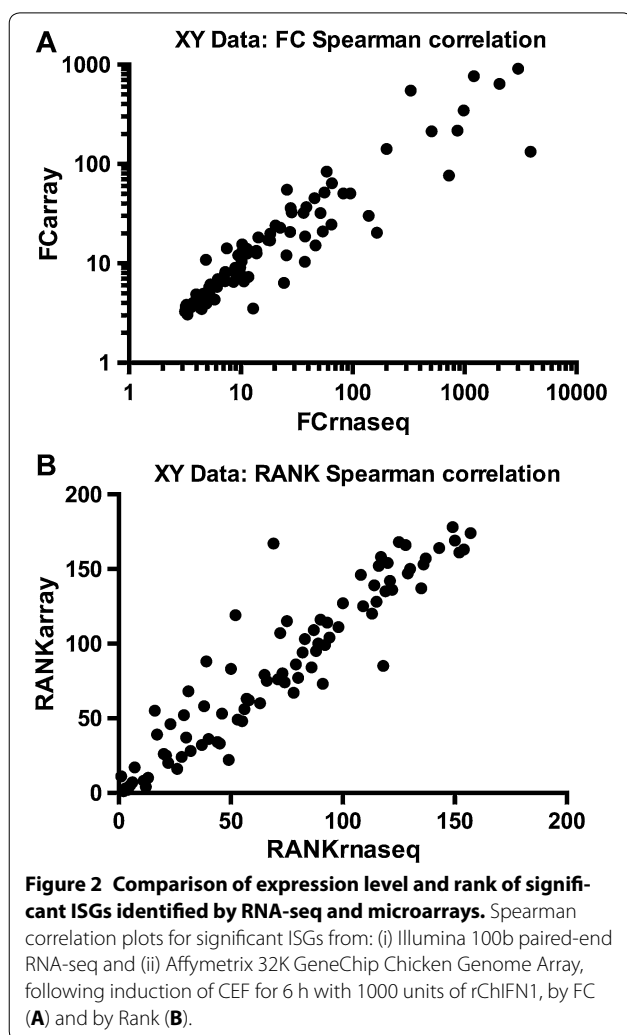 A
XY Data: FC Spearman correlation
1000
100
10
1
FCarray
1 10 100 1000 10000
FCrnaseq
B
XY Data: RANK Spearman correlation
200
150
100
50
0
RANKarray
0 50 100 150 200
RANKrnaseq
Figure 2 Comparison of expression level and rank of signifi-
cant ISGs identified by RNA-seq and microarrays. Spearman
correlation plots for significant ISGs from: (i) Illumina 100b paired-end
RNA-seq and (ii) Affymetrix 32K GeneChip Chicken Genome Array,
following induction of CEF for 6 h with 1000 units of rChIFN1, by FC
(A) and by Rank (B).